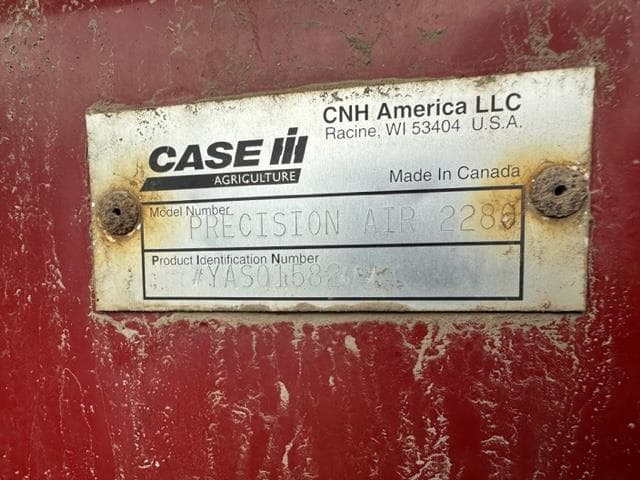 CNH America LLC
Racine, WI 53404 U.S.A.
CASE IH
AGRICULTURE
Made In Canada
Model Number
PRECISION AIR 2280
Product Identification Number